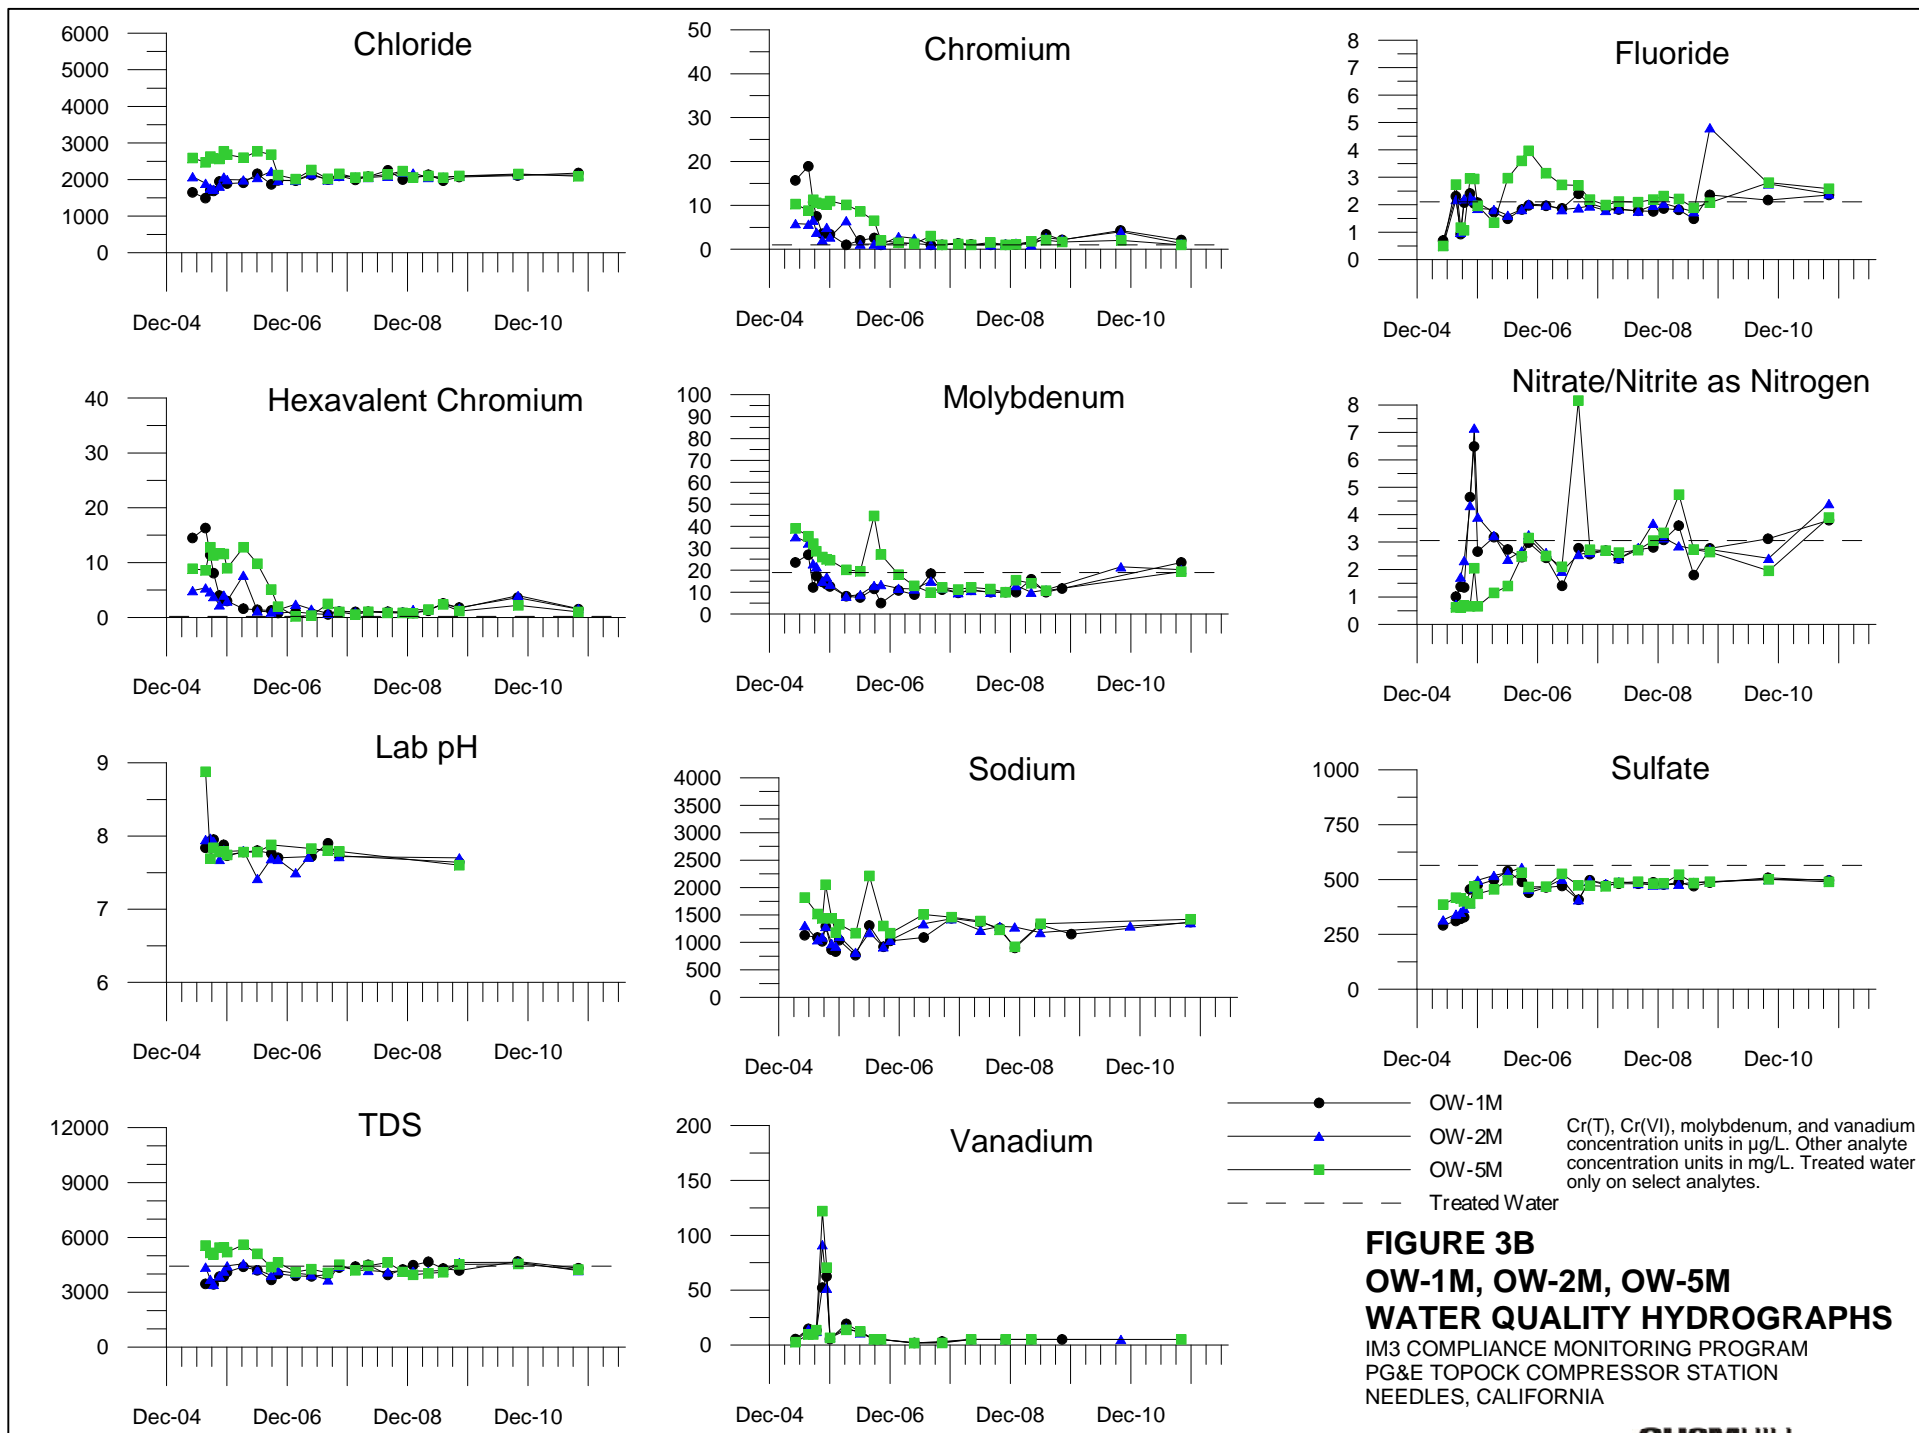 Chloride
6000
5000
4000
3000
2000
1000
0
Dec-04 Dec-06 Dec-08 Dec-10
Chromium
50
40
30
20
10
0
Dec-04 Dec-06 Dec-08 Dec-10
Fluoride
8
7
6
5
4
3
2
1
0
Dec-04 Dec-06 Dec-08 Dec-10
Hexavalent Chromium
40
30
20
10
0
Dec-04 Dec-06 Dec-08 Dec-10
Molybdenum
100
90
80
70
60
50
40
30
20
10
0
Dec-04 Dec-06 Dec-08 Dec-10
Nitrate/Nitrite as Nitrogen
8
7
6
5
4
3
2
1
0
Dec-04 Dec-06 Dec-08 Dec-10
Lab pH
9
8
7
6
Dec-04 Dec-06 Dec-08 Dec-10
Sodium
4000
3500
3000
2500
2000
1500
1000
500
0
Dec-04 Dec-06 Dec-08 Dec-10
Sulfate
1000
750
500
250
0
Dec-04 Dec-06 Dec-08 Dec-10
TDS
12000
9000
6000
3000
0
Dec-04 Dec-06 Dec-08 Dec-10
Vanadium
200
150
100
50
0
Dec-04 Dec-06 Dec-08 Dec-10
OW-1M
OW-2M
OW-5M
Treated Water
Cr(T), Cr(VI), molybdenum, and vanadium
concentration units in µg/L. Other analyte
concentration units in mg/L. Treated water
only on select analytes.
FIGURE 3B
OW-1M, OW-2M, OW-5M
WATER QUALITY HYDROGRAPHS
IM3 COMPLIANCE MONITORING PROGRAM
PG&E TOPOCK COMPRESSOR STATION
NEEDLES, CALIFORNIA